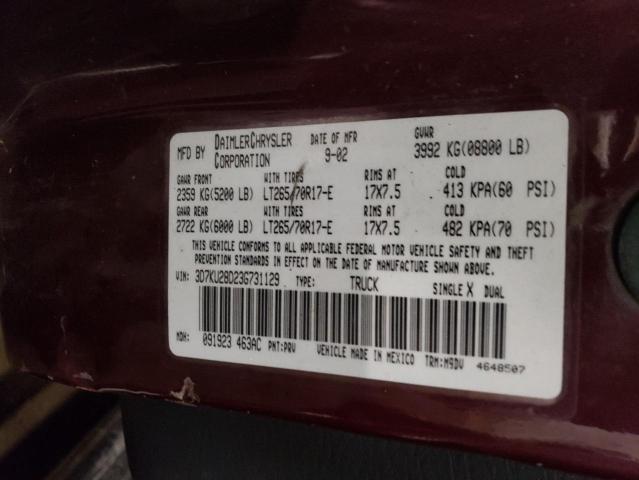 MFD BY DAIMLERCHRYSLER CORPORATION DATE OF MFR 9-02 GVWR 3992 KG(08800 LB)
GAWR FRONT WITH TIRES RIMS AT COLD
2359 KG(5200 LB) LT265/70R17-E 17X7.5 413 KPA(60 PSI)
GAWR REAR WITH TIRES RIMS AT COLD
2722 KG(6000 LB) LT265/70R17-E 17X7.5 482 KPA(70 PSI)
THIS VEHICLE CONFORMS TO ALL APPLICABLE FEDERAL MOTOR VEHICLE SAFETY AND THEFT
PREVENTION STANDARDS IN EFFECT ON THE DATE OF MANUFACTURE SHOWN ABOVE.
VIN: 3D7KU28D236731129 TYPE: TRUCK SINGLE X DUAL
MDH: 091923 463AC PNT:PRV VEHICLE MADE IN MEXICO TRM:M9DV 4648507